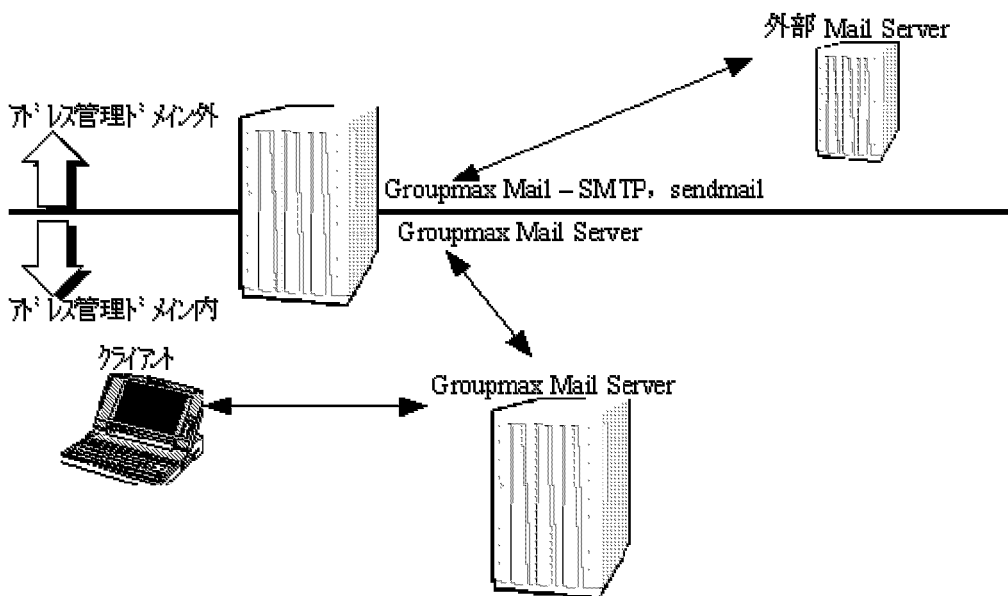 外部 Mail Server
アドレス管理ドメイン外
Groupmax Mail – SMTP，sendmail
Groupmax Mail Server
アドレス管理ドメイン内
クライアント
Groupmax Mail Server